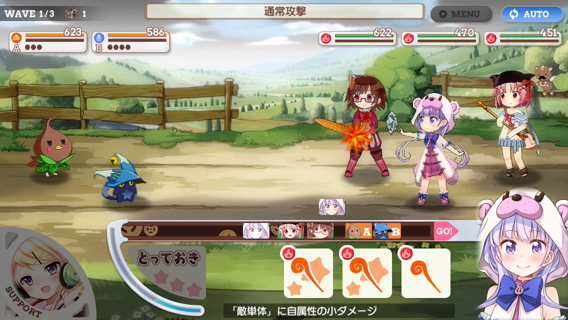 WAVE 1/3 1
通常攻撃
MENU
AUTO
623
A
586
B
622
470
451
A B GO!
とっておき
SUPPORT
「敵単体」に自属性の小ダメージ